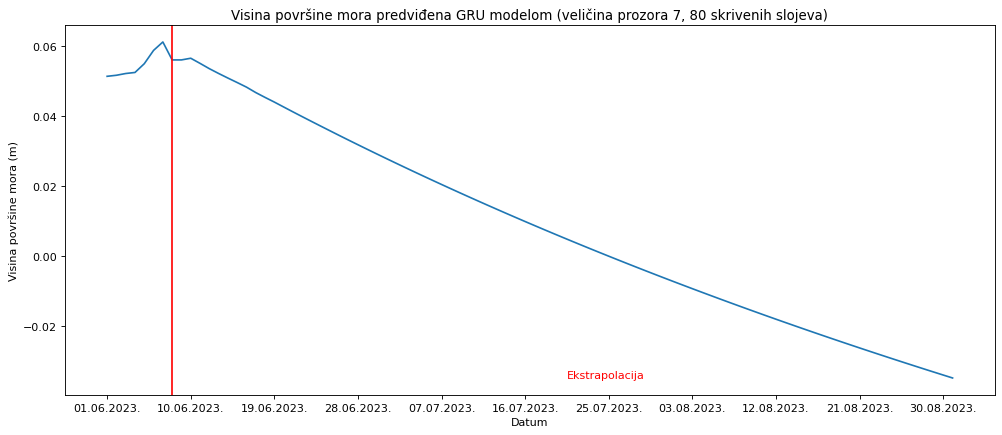 Visina površine mora predviđena GRU modelom (veličina prozora 7, 80 skrivenih slojeva)
Visina površine mora (m)
0.06
0.04
0.02
0.00
−0.02
Ekstrapolacija
01.06.2023. 10.06.2023. 19.06.2023. 28.06.2023. 07.07.2023. 16.07.2023. 25.07.2023. 03.08.2023. 12.08.2023. 21.08.2023. 30.08.2023.
Datum